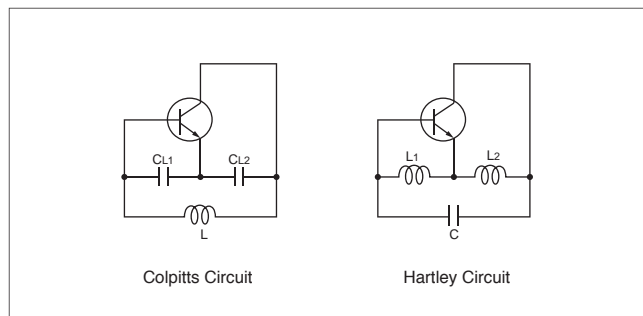 CL1
CL2
L
Colpitts Circuit
L1
L2
C
Hartley Circuit